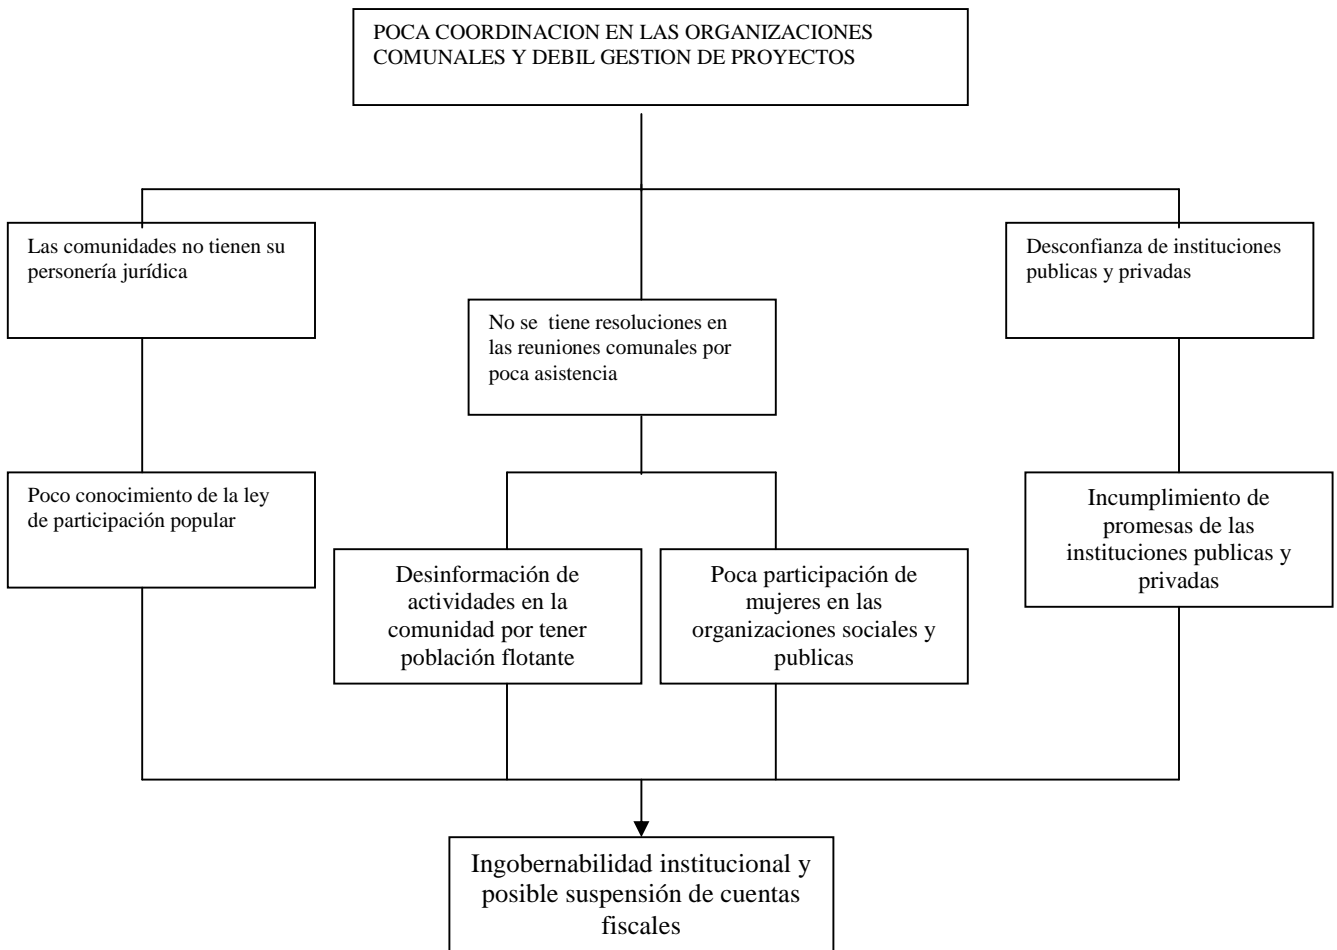 POCA COORDINACION EN LAS ORGANIZACIONES
COMUNALES Y DEBIL GESTION DE PROYECTOS
Las comunidades no tienen su
personería jurídica
Desconfianza de instituciones
publicas y privadas
No se tiene resoluciones en
las reuniones comunales por
poca asistencia
Poco conocimiento de la ley
de participación popular
Desinformación de
actividades en la
comunidad por tener
población flotante
Poca participación de
mujeres en las
organizaciones sociales y
publicas
Incumplimiento de
promesas de las
instituciones publicas y
privadas
Ingobernabilidad institucional y
posible suspensión de cuentas
fiscales